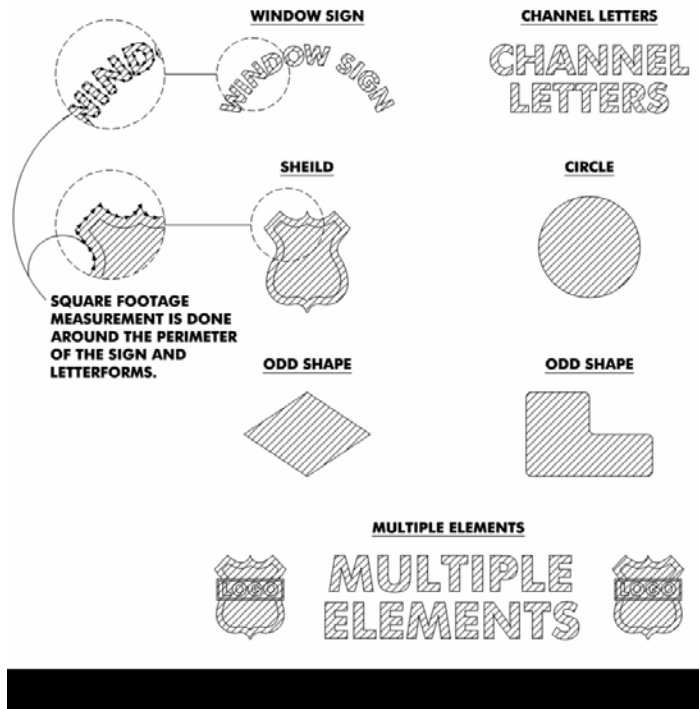 WINDOW SIGN
CHANNEL LETTERS
WIND
WINDOW SIGN
CHANNEL
LETTERS
SHEILD
CIRCLE
SQUARE FOOTAGE
MEASUREMENT IS DONE
AROUND THE PERIMETER
OF THE SIGN AND
LETTERFORMS.
ODD SHAPE
ODD SHAPE
MULTIPLE ELEMENTS
LOGO
MULTIPLE
ELEMENTS
LOGO